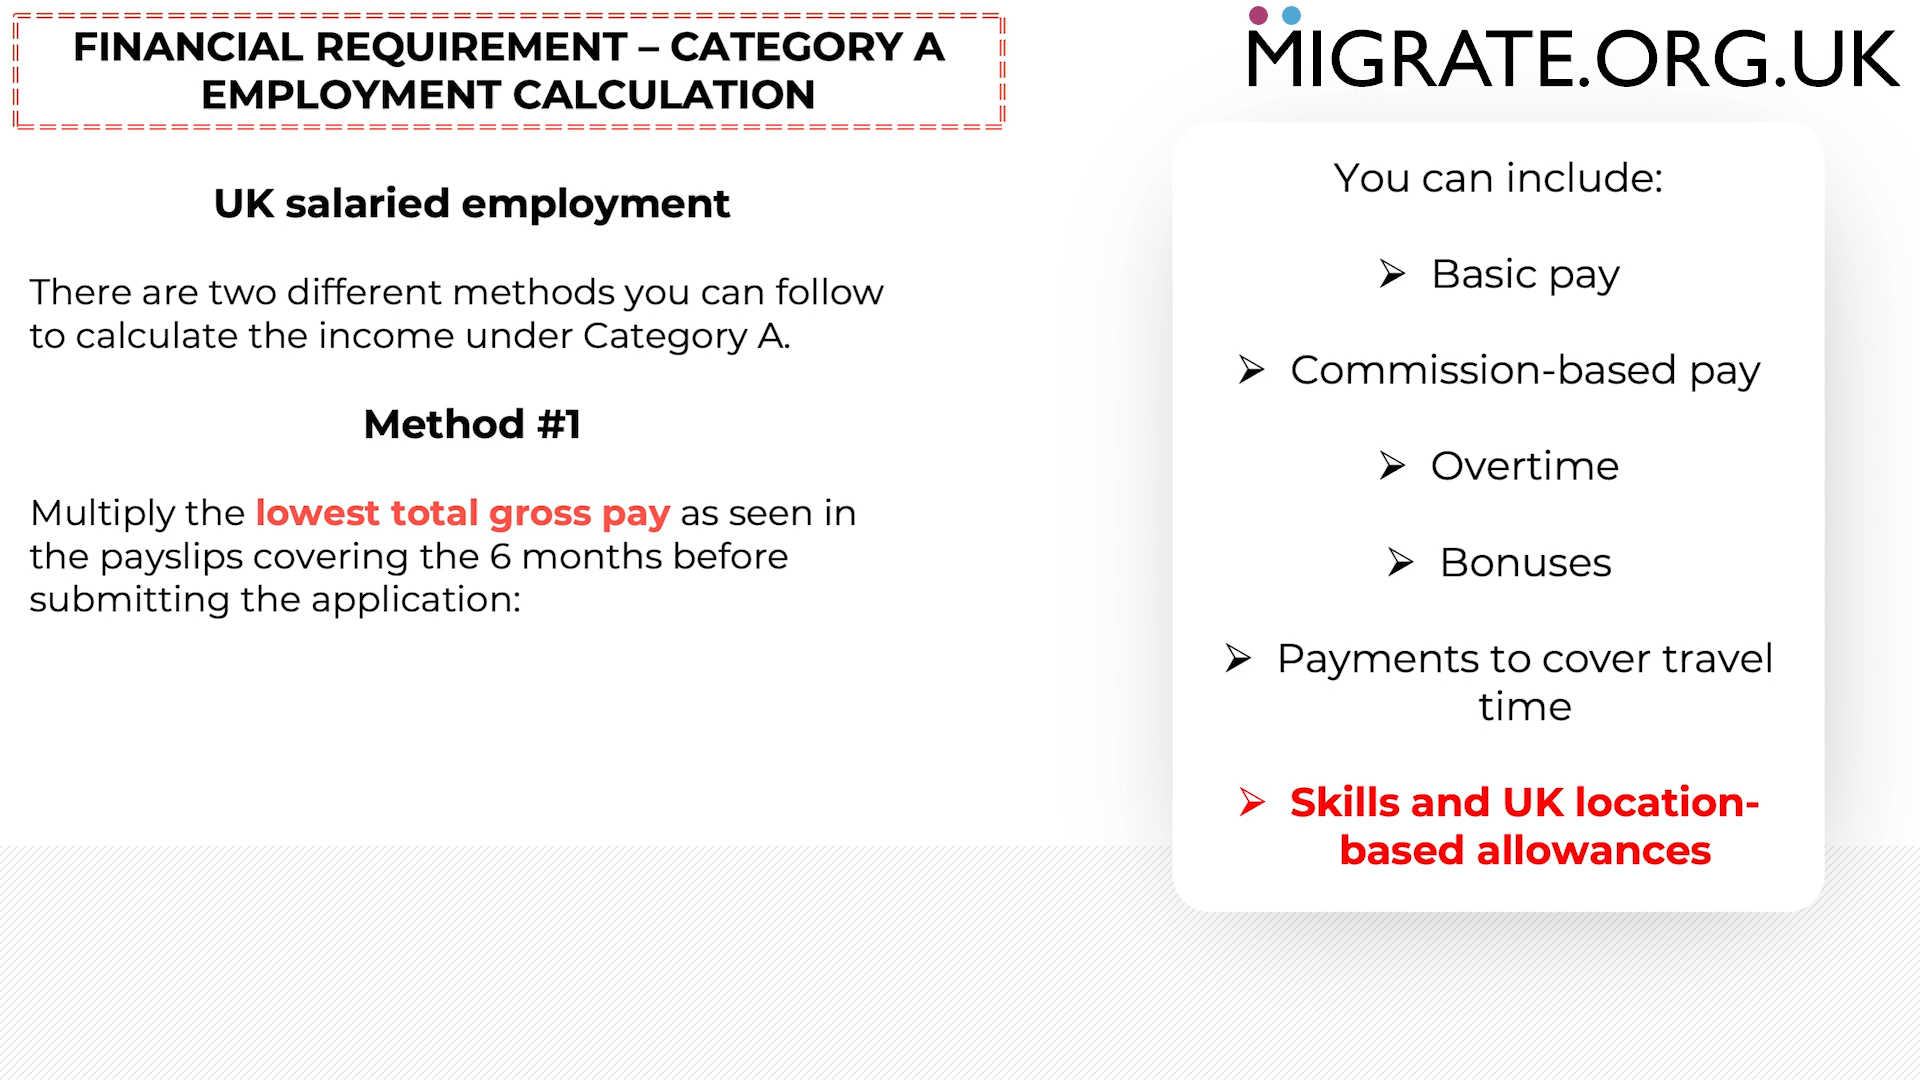 FINANCIAL REQUIREMENT – CATEGORY A
EMPLOYMENT CALCULATION
MIGRATE.ORG.UK
UK salaried employment
There are two different methods you can follow
to calculate the income under Category A.
Method #1
Multiply the lowest total gross pay as seen in
the payslips covering the 6 months before
submitting the application:
You can include:
➢ Basic pay
➢ Commission-based pay
➢ Overtime
➢ Bonuses
➢ Payments to cover travel
time
➢ Skills and UK location-
based allowances